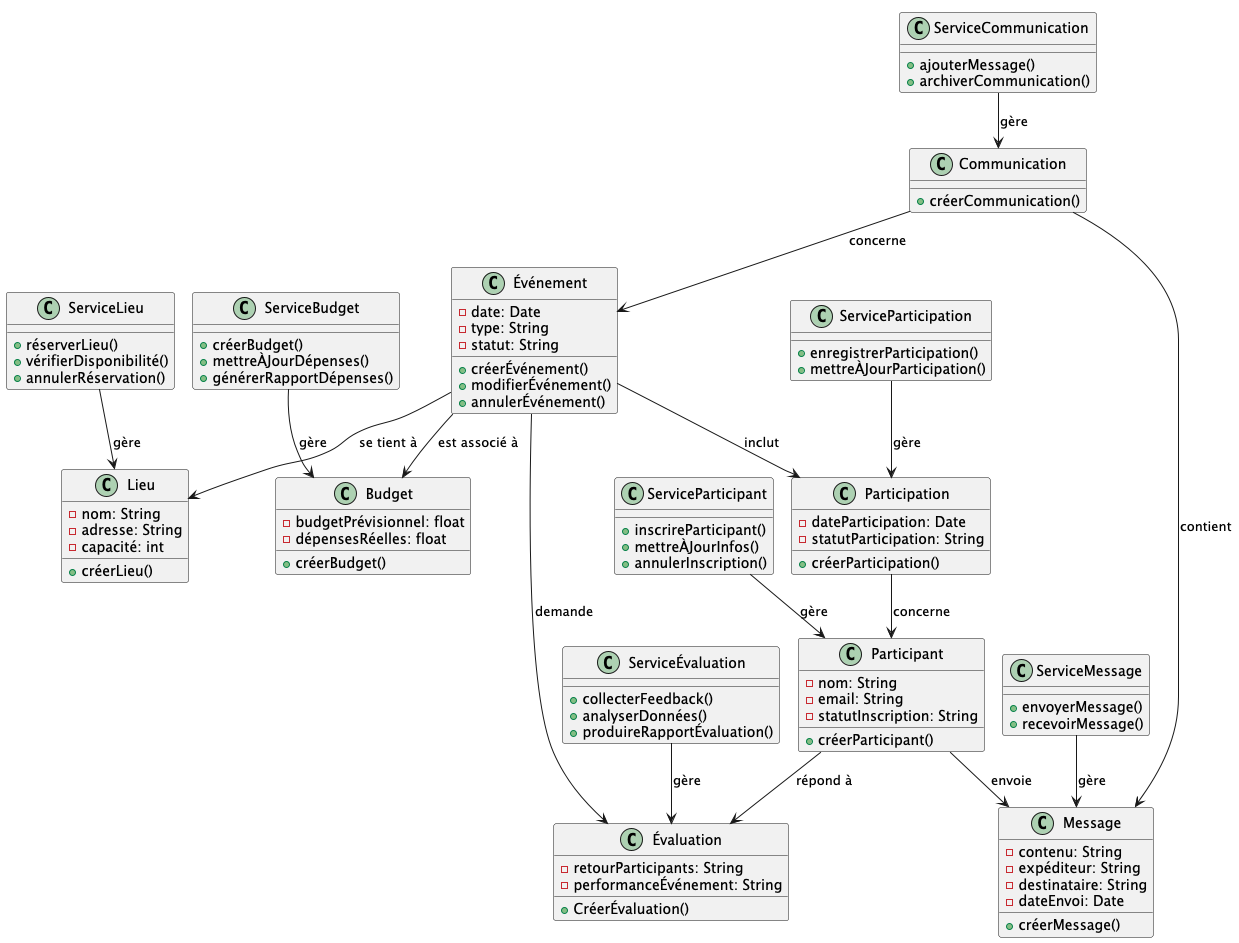 C ServiceCommunication
ajouterMessage()
archiverCommunication()
gère
C Communication
créerCommunication()
concerne
contient
C Événement
date: Date
type: String
statut: String
créerÉvénement()
modifierÉvénement()
annulerÉvénement()
C ServiceLieu
réserverLieu()
vérifierDisponibilité()
annulerRéservation()
C ServiceBudget
créerBudget()
mettreÀJourDépenses()
générerRapportDépenses()
C ServiceParticipation
enregistrerParticipation()
mettreÀJourParticipation()
gère
gère
se tient à
est associé à
inclut
gère
C Lieu
nom: String
adresse: String
capacité: int
créerLieu()
C Budget
budgetPrévisionnel: float
dépensesRéelles: float
créerBudget()
C ServiceParticipant
inscrireParticipant()
mettreÀJourInfos()
annulerInscription()
C Participation
dateParticipation: Date
statutParticipation: String
créerParticipation()
demande
gère
concerne
C ServiceÉvaluation
collecterFeedback()
analyserDonnées()
produireRapportÉvaluation()
C Participant
nom: String
email: String
statutInscription: String
créerParticipant()
C ServiceMessage
envoyerMessage()
recevoirMessage()
gère
répond à
envoie
gère
C Évaluation
retourParticipants: String
performanceÉvénement: String
CréerÉvaluation()
C Message
contenu: String
expéditeur: String
destinataire: String
dateEnvoi: Date
créerMessage()